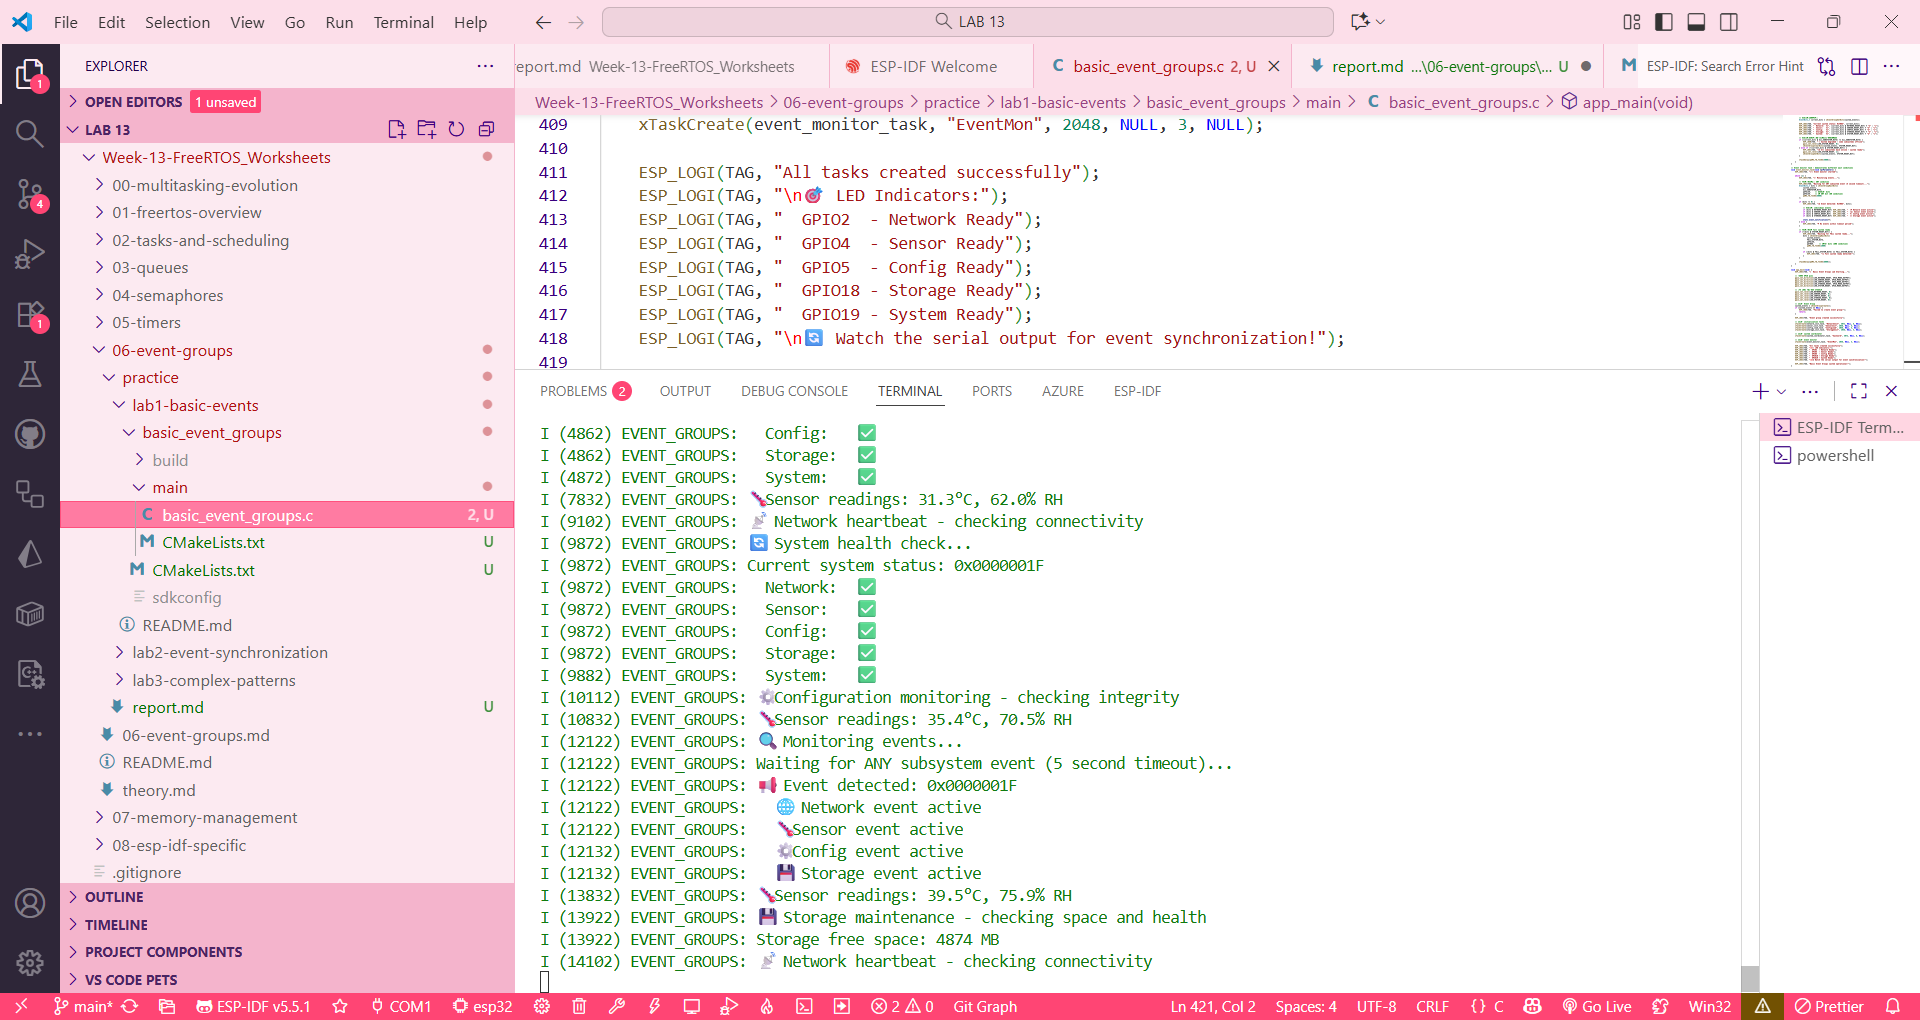 File Edit Selection View Go Run Terminal Help
LAB 13
EXPLORER
OPEN EDITORS 1 unsaved
LAB 13
Week-13-FreeRTOS_Worksheets
00-multitasking-evolution
01-freertos-overview
02-tasks-and-scheduling
03-queues
04-semaphores
05-timers
06-event-groups
practice
lab1-basic-events
basic_event_groups
build
main
C basic_event_groups.c 2, U
CMakeLists.txt U
CMakeLists.txt U
sdkconfig
README.md
lab2-event-synchronization
lab3-complex-patterns
report.md U
06-event-groups.md
README.md
theory.md
07-memory-management
08-esp-idf-specific
.gitignore
OUTLINE
TIMELINE
PROJECT COMPONENTS
VS CODE PETS
1
4
1
report.md Week-13-FreeRTOS_Worksheets
ESP-IDF Welcome
C basic_event_groups.c 2, U
report.md ...\06-event-groups\... U
ESP-IDF: Search Error Hint
Week-13-FreeRTOS_Worksheets > 06-event-groups > practice > lab1-basic-events > basic_event_groups > main > C basic_event_groups.c > app_main(void)
409 xTaskCreate(event_monitor_task, "EventMon", 2048, NULL, 3, NULL);
410
411 ESP_LOGI(TAG, "All tasks created successfully");
412 ESP_LOGI(TAG, "\n🎯 LED Indicators:");
413 ESP_LOGI(TAG, "  GPIO2  - Network Ready");
414 ESP_LOGI(TAG, "  GPIO4  - Sensor Ready");
415 ESP_LOGI(TAG, "  GPIO5  - Config Ready");
416 ESP_LOGI(TAG, "  GPIO18 - Storage Ready");
417 ESP_LOGI(TAG, "  GPIO19 - System Ready");
418 ESP_LOGI(TAG, "\n🔄 Watch the serial output for event synchronization!");
419
PROBLEMS 2 OUTPUT DEBUG CONSOLE TERMINAL PORTS AZURE ESP-IDF
I (4862) EVENT_GROUPS:   Config:   ✅
I (4862) EVENT_GROUPS:   Storage:  ✅
I (4872) EVENT_GROUPS:   System:   ✅
I (7832) EVENT_GROUPS: 🌡️Sensor readings: 31.3°C, 62.0% RH
I (9102) EVENT_GROUPS: 📡 Network heartbeat - checking connectivity
I (9872) EVENT_GROUPS: 🔄 System health check...
I (9872) EVENT_GROUPS: Current system status: 0x0000001F
I (9872) EVENT_GROUPS:   Network:  ✅
I (9872) EVENT_GROUPS:   Sensor:   ✅
I (9872) EVENT_GROUPS:   Config:   ✅
I (9872) EVENT_GROUPS:   Storage:  ✅
I (9882) EVENT_GROUPS:   System:   ✅
I (10112) EVENT_GROUPS: ⚙️Configuration monitoring - checking integrity
I (10832) EVENT_GROUPS: 🌡️Sensor readings: 35.4°C, 70.5% RH
I (12122) EVENT_GROUPS: 🔍 Monitoring events...
I (12122) EVENT_GROUPS: Waiting for ANY subsystem event (5 second timeout)...
I (12122) EVENT_GROUPS: 📢 Event detected: 0x0000001F
I (12122) EVENT_GROUPS:   🌐 Network event active
I (12122) EVENT_GROUPS:   🌡️Sensor event active
I (12132) EVENT_GROUPS:   ⚙️Config event active
I (12132) EVENT_GROUPS:   💾 Storage event active
I (13832) EVENT_GROUPS: 🌡️Sensor readings: 39.5°C, 75.9% RH
I (13922) EVENT_GROUPS: 💾 Storage maintenance - checking space and health
I (13922) EVENT_GROUPS: Storage free space: 4874 MB
I (14102) EVENT_GROUPS: 📡 Network heartbeat - checking connectivity
ESP-IDF Term...
powershell
main* ESP-IDF v5.5.1 COM1 esp32 2 0 Git Graph Ln 421, Col 2 Spaces: 4 UTF-8 CRLF {} C Go Live Win32 Prettier